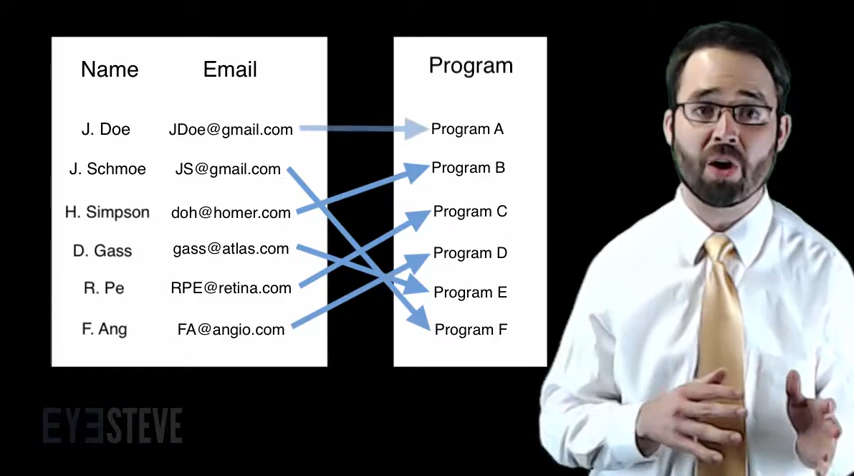 Name Email Program
J. Doe JDoe@gmail.com Program A
J. Schmoe JS@gmail.com Program B
H. Simpson doh@homer.com Program C
D. Gass gass@atlas.com Program D
R. Pe RPE@retina.com Program E
F. Ang FA@angio.com Program F
EYƎSTEVE